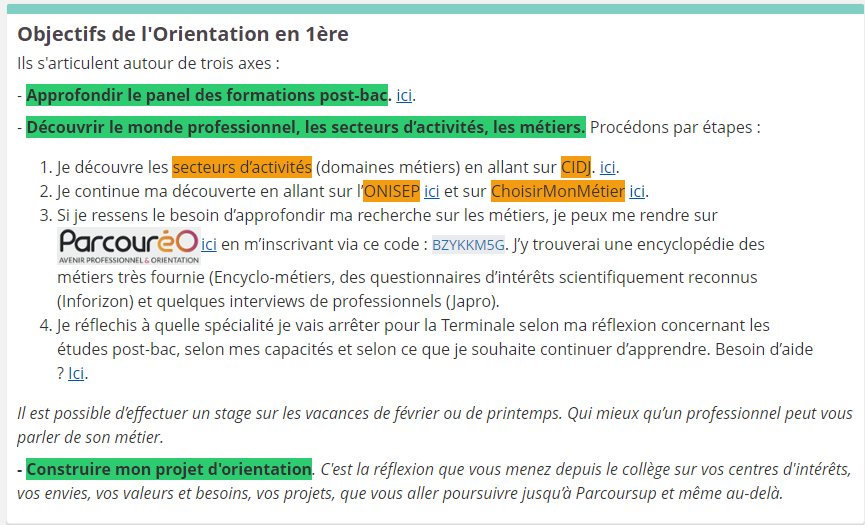 Objectifs de l'Orientation en 1ère
Ils s'articulent autour de trois axes :
- Approfondir le panel des formations post-bac. ici.
- Découvrir le monde professionnel, les secteurs d'activités, les métiers. Procédons par étapes :
1. Je découvre les secteurs d'activités (domaines métiers) en allant sur CIDJ. ici.
2. Je continue ma découverte en allant sur l'ONISEP ici et sur ChoisirMonMétier ici.
3. Si je ressens le besoin d'approfondir ma recherche sur les métiers, je peux me rendre sur
ParcouréO ici en m'inscrivant via ce code : BZYKKM5G. J'y trouverai une encyclopédie des
AVENIR PROFESSIONNEL & ORIENTATION
métiers très fournie (Encyclo-métiers, des questionnaires d'intérêts scientifiquement reconnus
(Inforizon) et quelques interviews de professionnels (Japro).
4. Je réflechis à quelle spécialité je vais arrêter pour la Terminale selon ma réflexion concernant les
études post-bac, selon mes capacités et selon ce que je souhaite continuer d'apprendre. Besoin d'aide
? Ici.
Il est possible d'effectuer un stage sur les vacances de février ou de printemps. Qui mieux qu'un professionnel peut vous
parler de son métier.
- Construire mon projet d'orientation. C'est la réflexion que vous menez depuis le collège sur vos centres d'intérêts,
vos envies, vos valeurs et besoins, vos projets, que vous aller poursuivre jusqu'à Parcoursup et même au-delà.